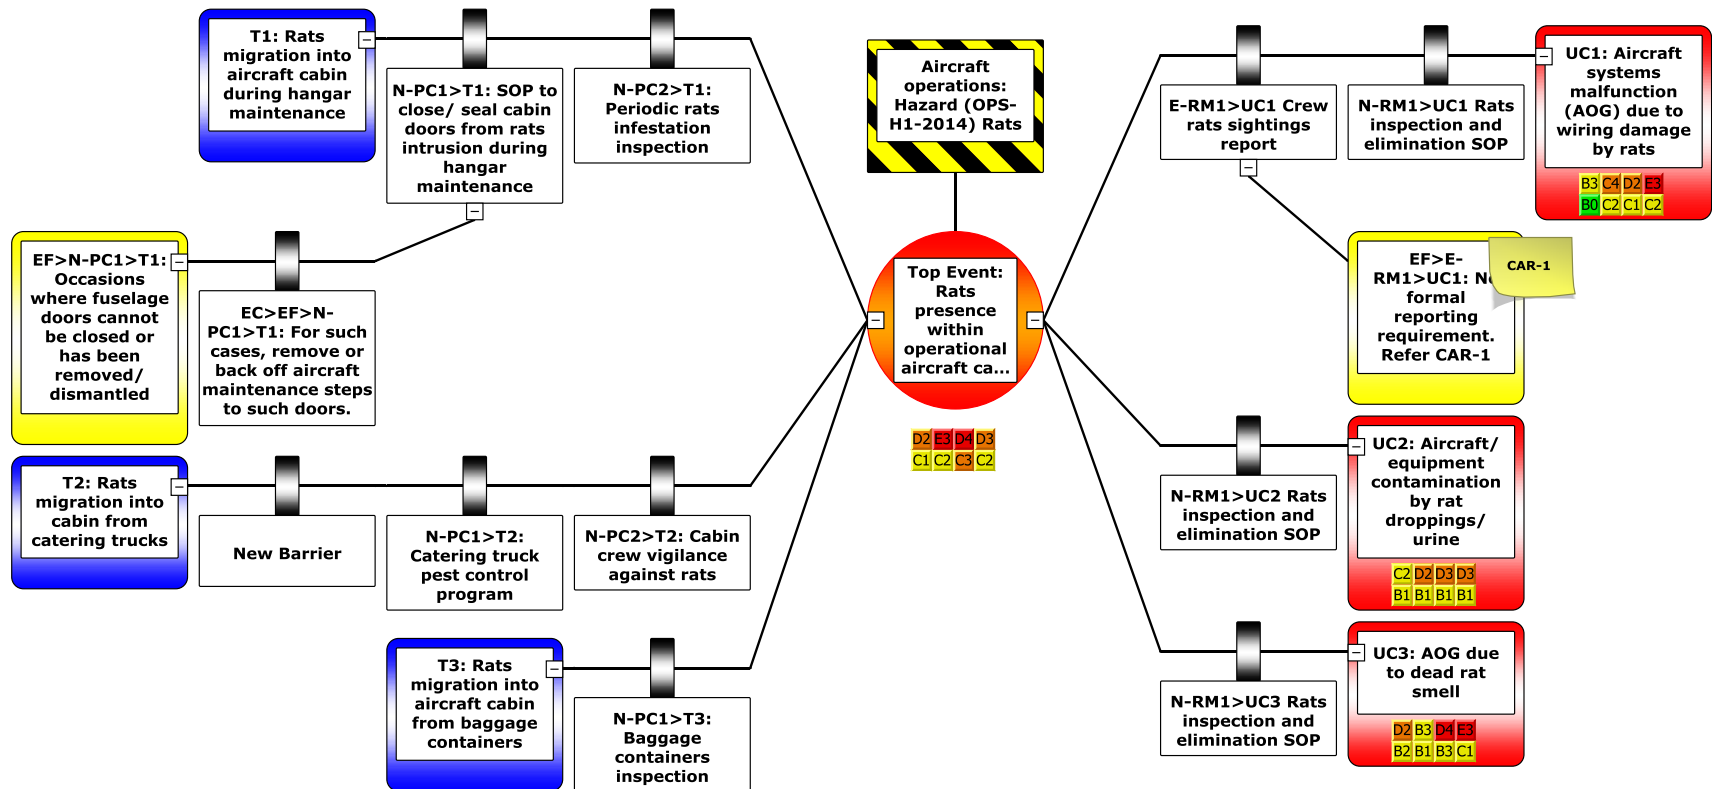 T1: Rats
migration into
aircraft cabin
during hangar
maintenance
N-PC1>T1: SOP to
close/ seal cabin
doors from rats
intrusion during
hangar
maintenance
N-PC2>T1:
Periodic rats
infestation
inspection
EF>N-PC1>T1:
Occasions
where fuselage
doors cannot
be closed or
has been
removed/
dismantled
EC>EF>N-
PC1>T1: For such
cases, remove or
back off aircraft
maintenance steps
to such doors.
T2: Rats
migration into
cabin from
catering trucks
New Barrier
N-PC1>T2:
Catering truck
pest control
program
N-PC2>T2: Cabin
crew vigilance
against rats
T3: Rats
migration into
aircraft cabin
from baggage
containers
N-PC1>T3:
Baggage
containers
inspection
Aircraft
operations:
Hazard (OPS-
H1-2014) Rats
Top Event:
Rats
presence
within
operational
aircraft ca...
D2 E3 D4 D3
C1 C2 C3 C2
E-RM1>UC1 Crew
rats sightings
report
N-RM1>UC1 Rats
inspection and
elimination SOP
UC1: Aircraft
systems
malfunction
(AOG) due to
wiring damage
by rats
B3 C4 D2 E3
B0 C2 C1 C2
EF>E-
RM1>UC1: No
formal
reporting
requirement.
Refer CAR-1
CAR-1
N-RM1>UC2 Rats
inspection and
elimination SOP
UC2: Aircraft/
equipment
contamination
by rat
droppings/
urine
C2 D2 D3 D3
B1 B1 B1 B1
N-RM1>UC3 Rats
inspection and
elimination SOP
UC3: AOG due
to dead rat
smell
D2 B3 D4 E3
B2 B1 B3 C1